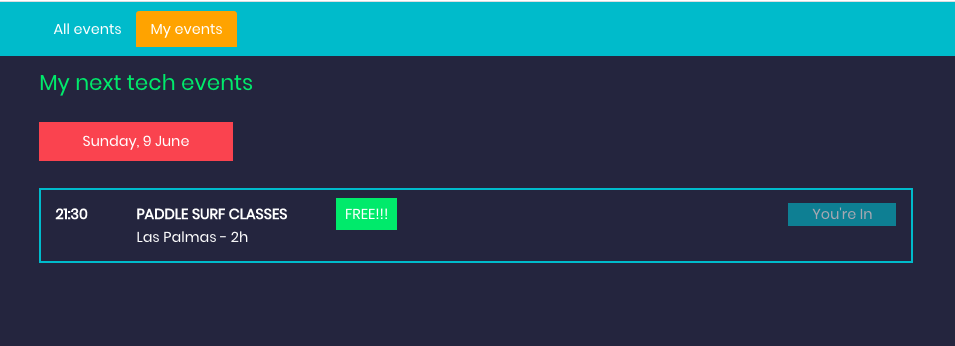 All events My events
My next tech events
Sunday, 9 June
21:30 PADDLE SURF CLASSES FREE!!! You're In
Las Palmas - 2h